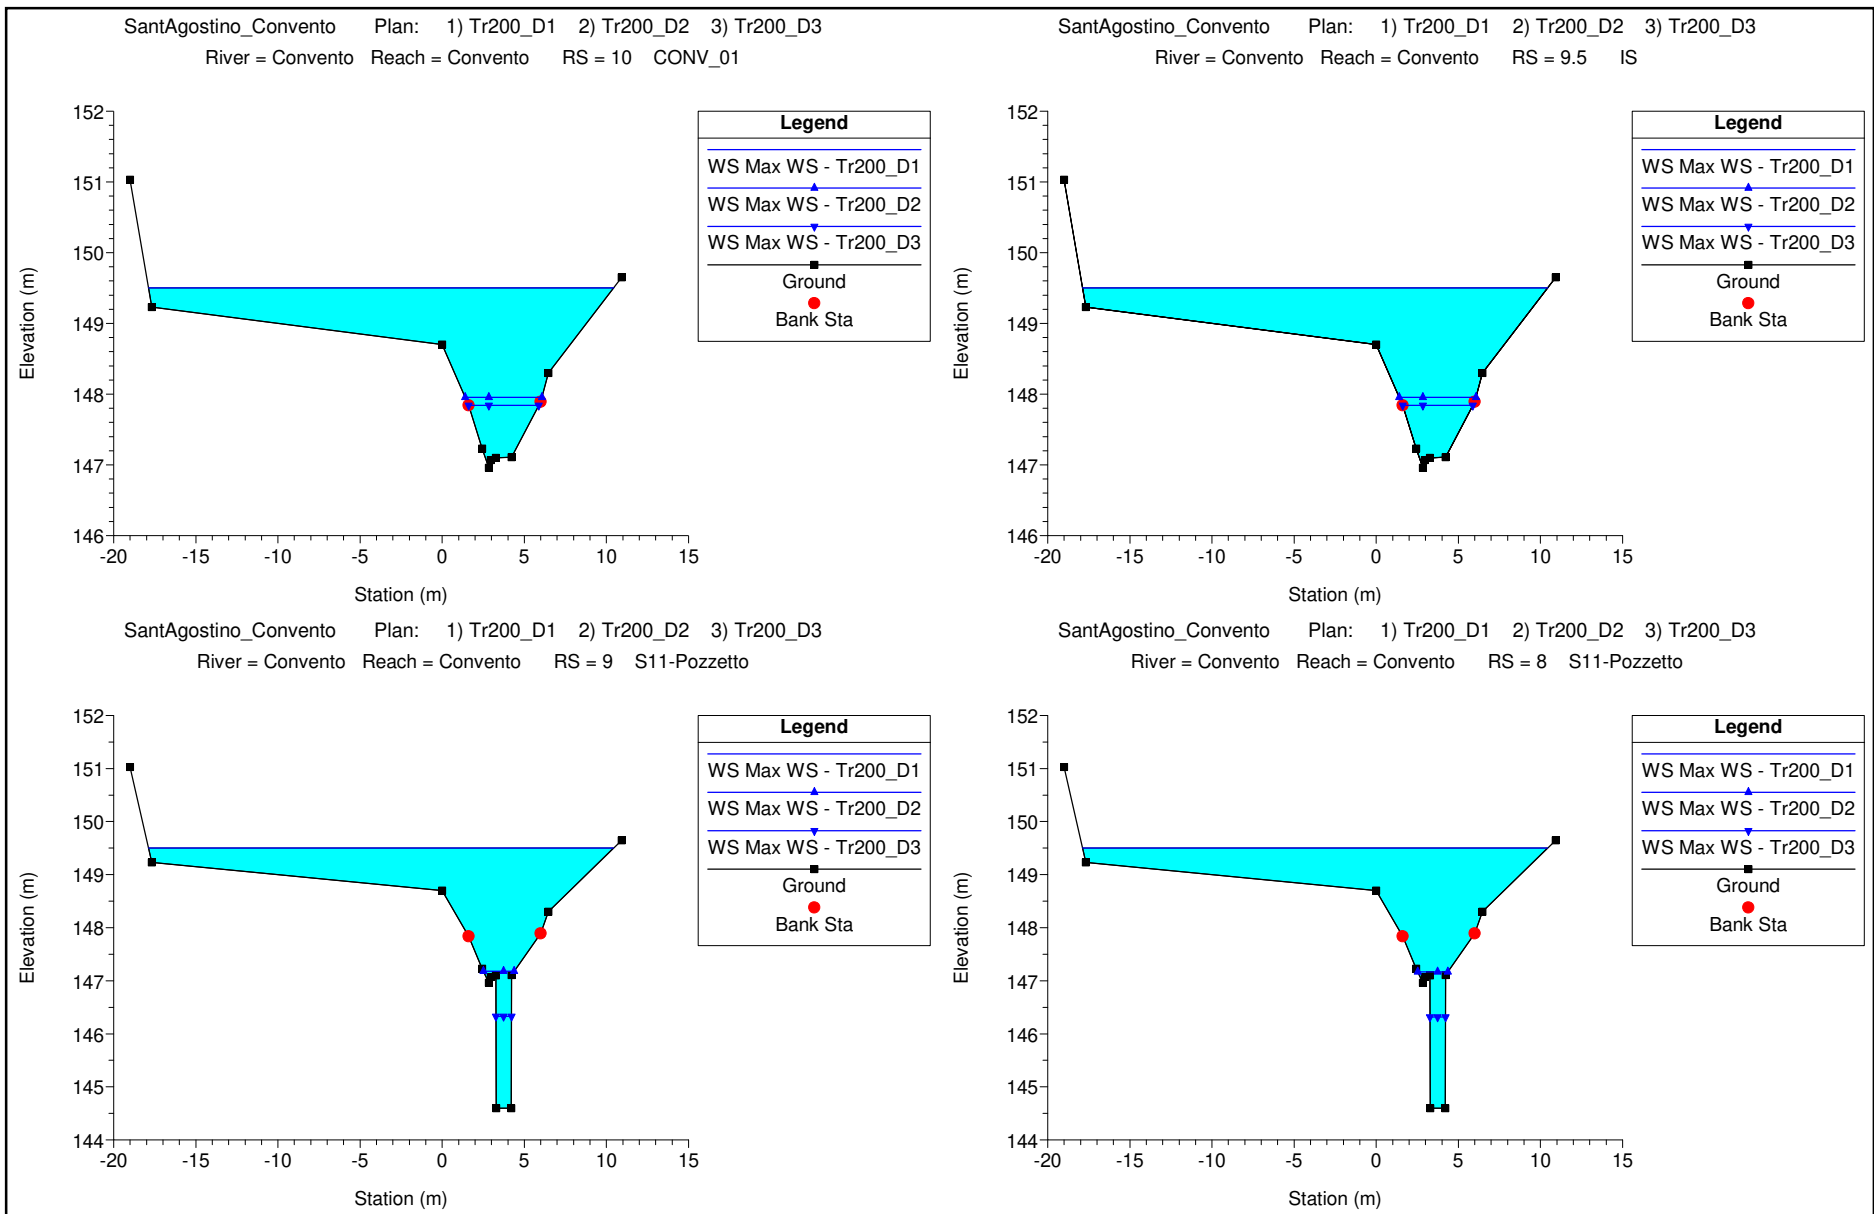 SantAgostino_Convento Plan: 1) Tr200_D1 2) Tr200_D2 3) Tr200_D3
River = Convento Reach = Convento RS = 10 CONV_01
152
151
150
149
148
147
146
-20 -15 -10 -5 0 5 10 15
Station (m)
Elevation (m)
Legend
WS Max WS - Tr200_D1
WS Max WS - Tr200_D2
WS Max WS - Tr200_D3
Ground
Bank Sta
SantAgostino_Convento Plan: 1) Tr200_D1 2) Tr200_D2 3) Tr200_D3
River = Convento Reach = Convento RS = 9.5 IS
152
151
150
149
148
147
146
-20 -15 -10 -5 0 5 10 15
Station (m)
Elevation (m)
Legend
WS Max WS - Tr200_D1
WS Max WS - Tr200_D2
WS Max WS - Tr200_D3
Ground
Bank Sta
SantAgostino_Convento Plan: 1) Tr200_D1 2) Tr200_D2 3) Tr200_D3
River = Convento Reach = Convento RS = 9 S11-Pozzetto
152
151
150
149
148
147
146
145
144
-20 -15 -10 -5 0 5 10 15
Station (m)
Elevation (m)
Legend
WS Max WS - Tr200_D1
WS Max WS - Tr200_D2
WS Max WS - Tr200_D3
Ground
Bank Sta
SantAgostino_Convento Plan: 1) Tr200_D1 2) Tr200_D2 3) Tr200_D3
River = Convento Reach = Convento RS = 8 S11-Pozzetto
152
151
150
149
148
147
146
145
144
-20 -15 -10 -5 0 5 10 15
Station (m)
Elevation (m)
Legend
WS Max WS - Tr200_D1
WS Max WS - Tr200_D2
WS Max WS - Tr200_D3
Ground
Bank Sta